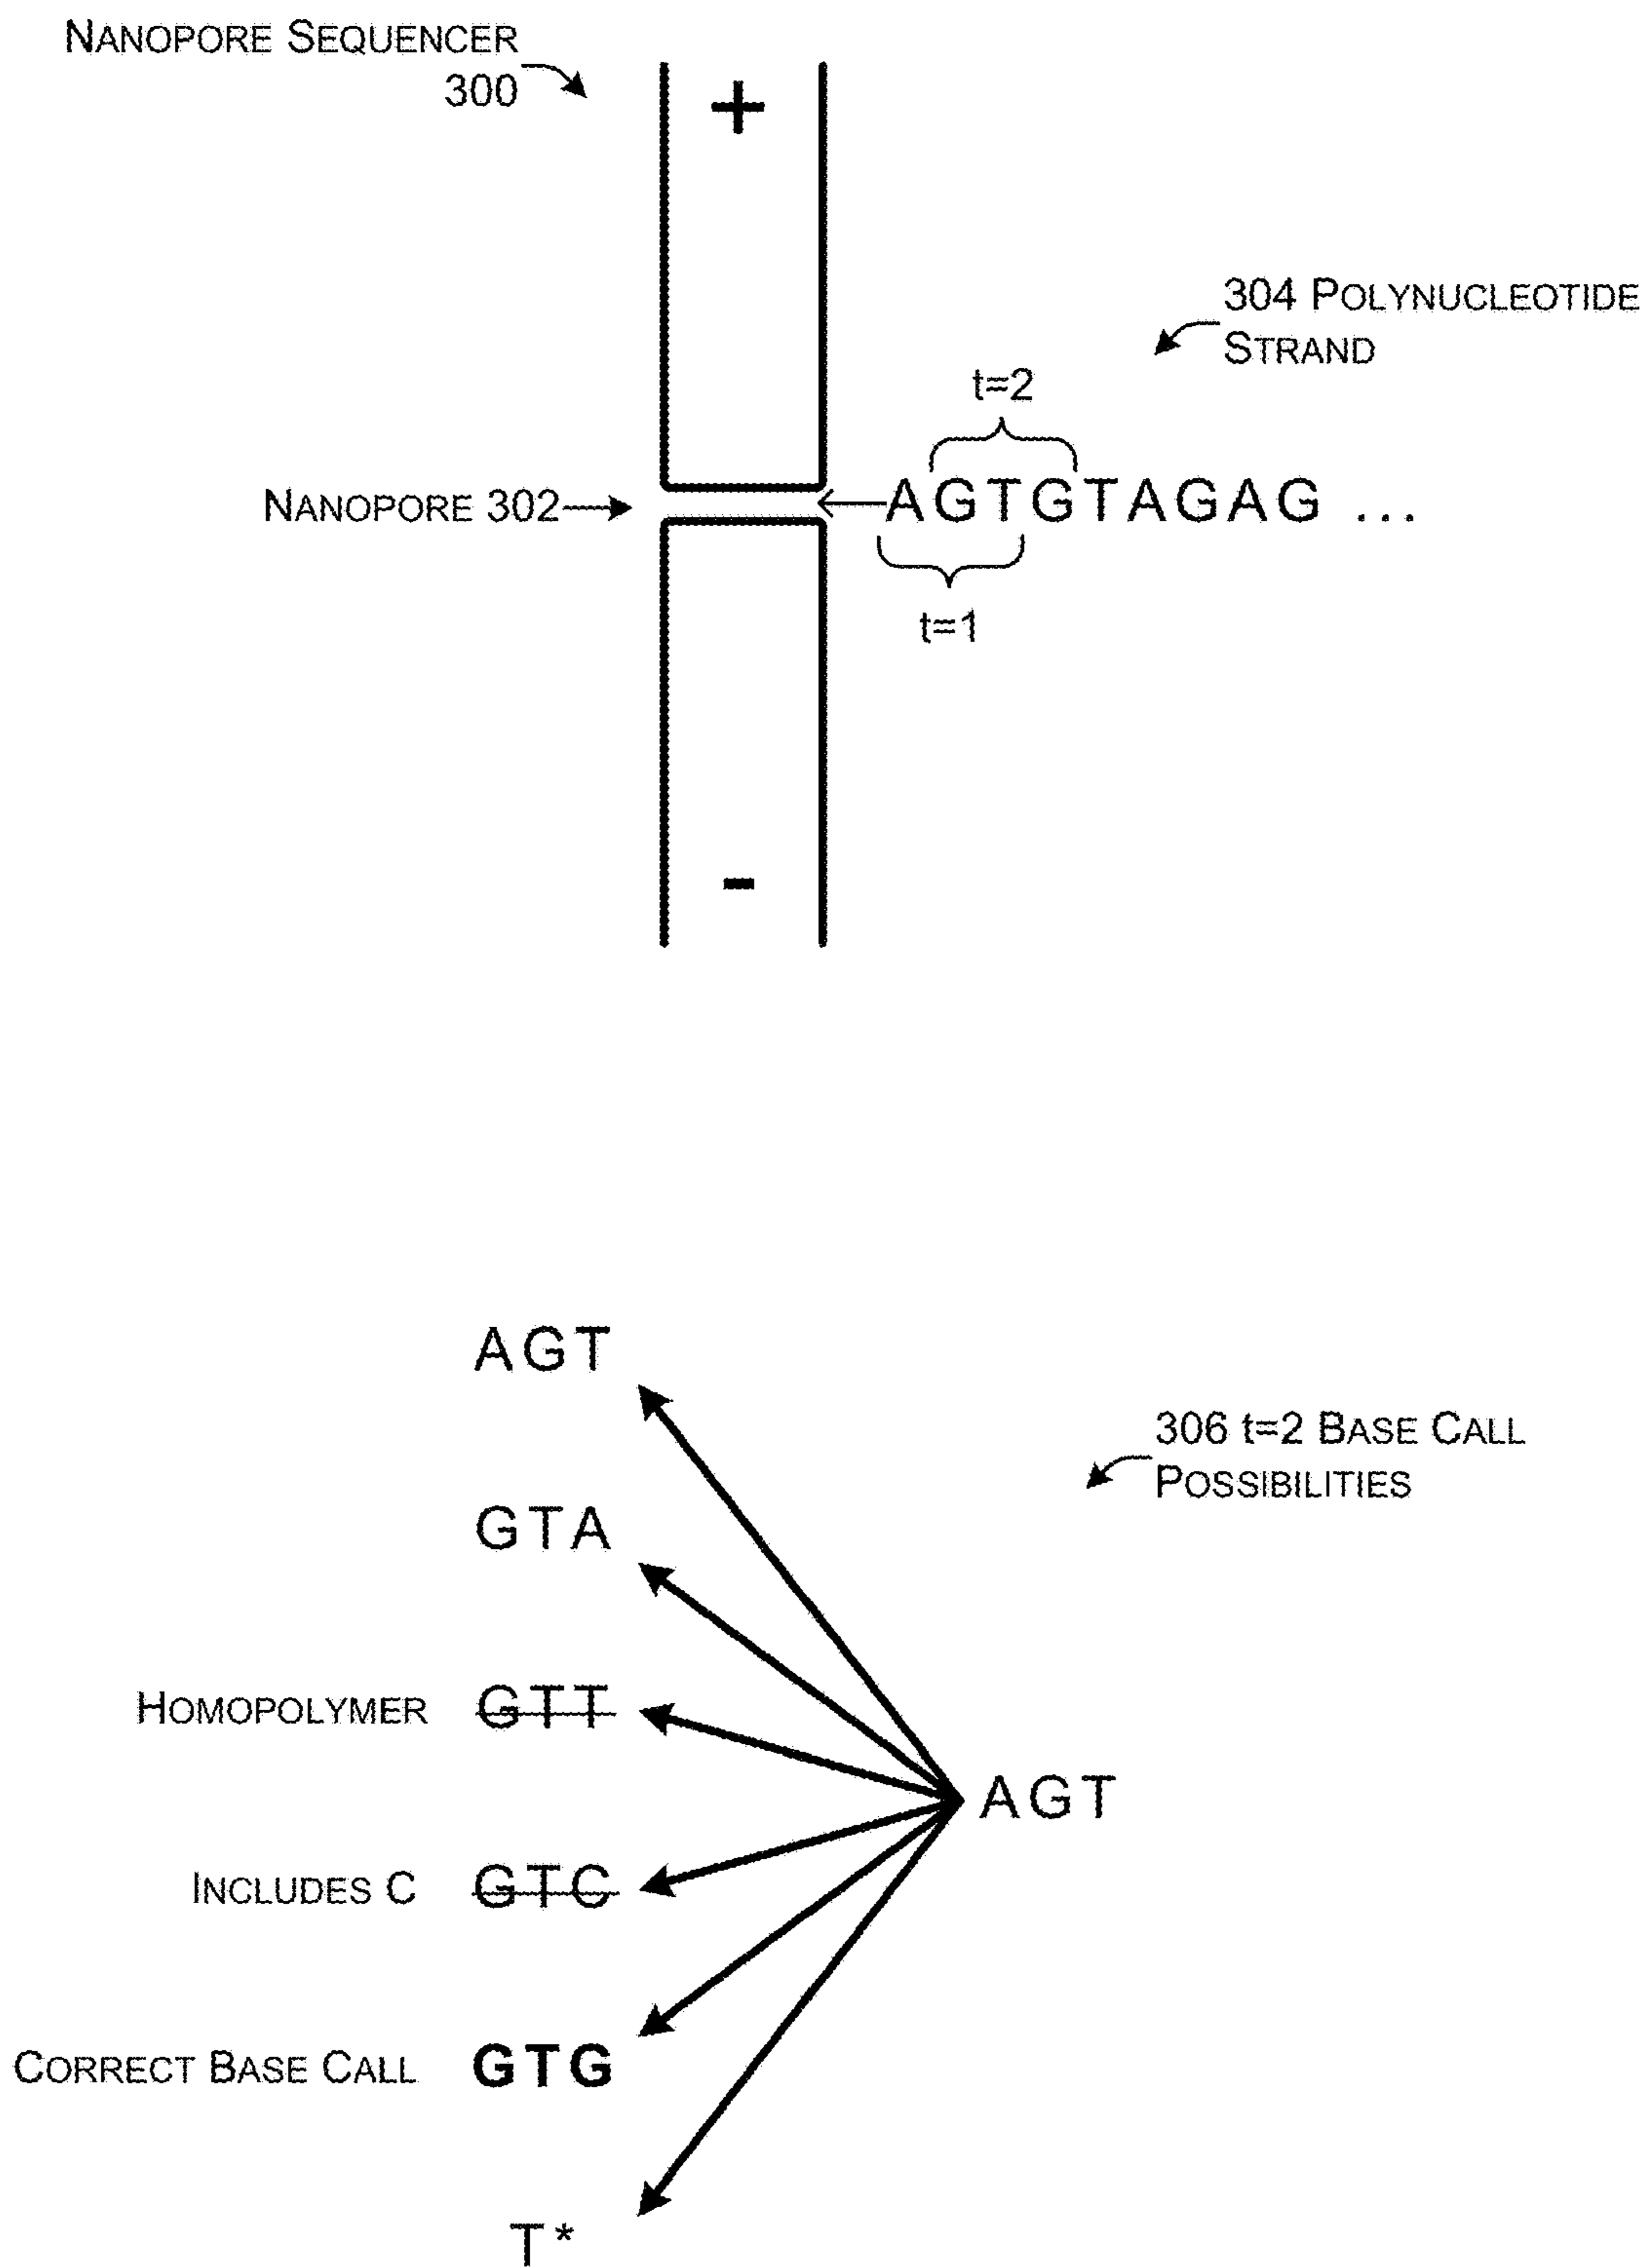 NANOPORE SEQUENCER
300
+
304 POLYNUCLEOTIDE
STRAND
t=2
NANOPORE 302
AGTGTAGAG ...
t=1
-
AGT
306 t=2 BASE CALL
POSSIBILITIES
GTA
HOMOPOLYMER GTT
AGT
INCLUDES C GTC
CORRECT BASE CALL GTG
T*